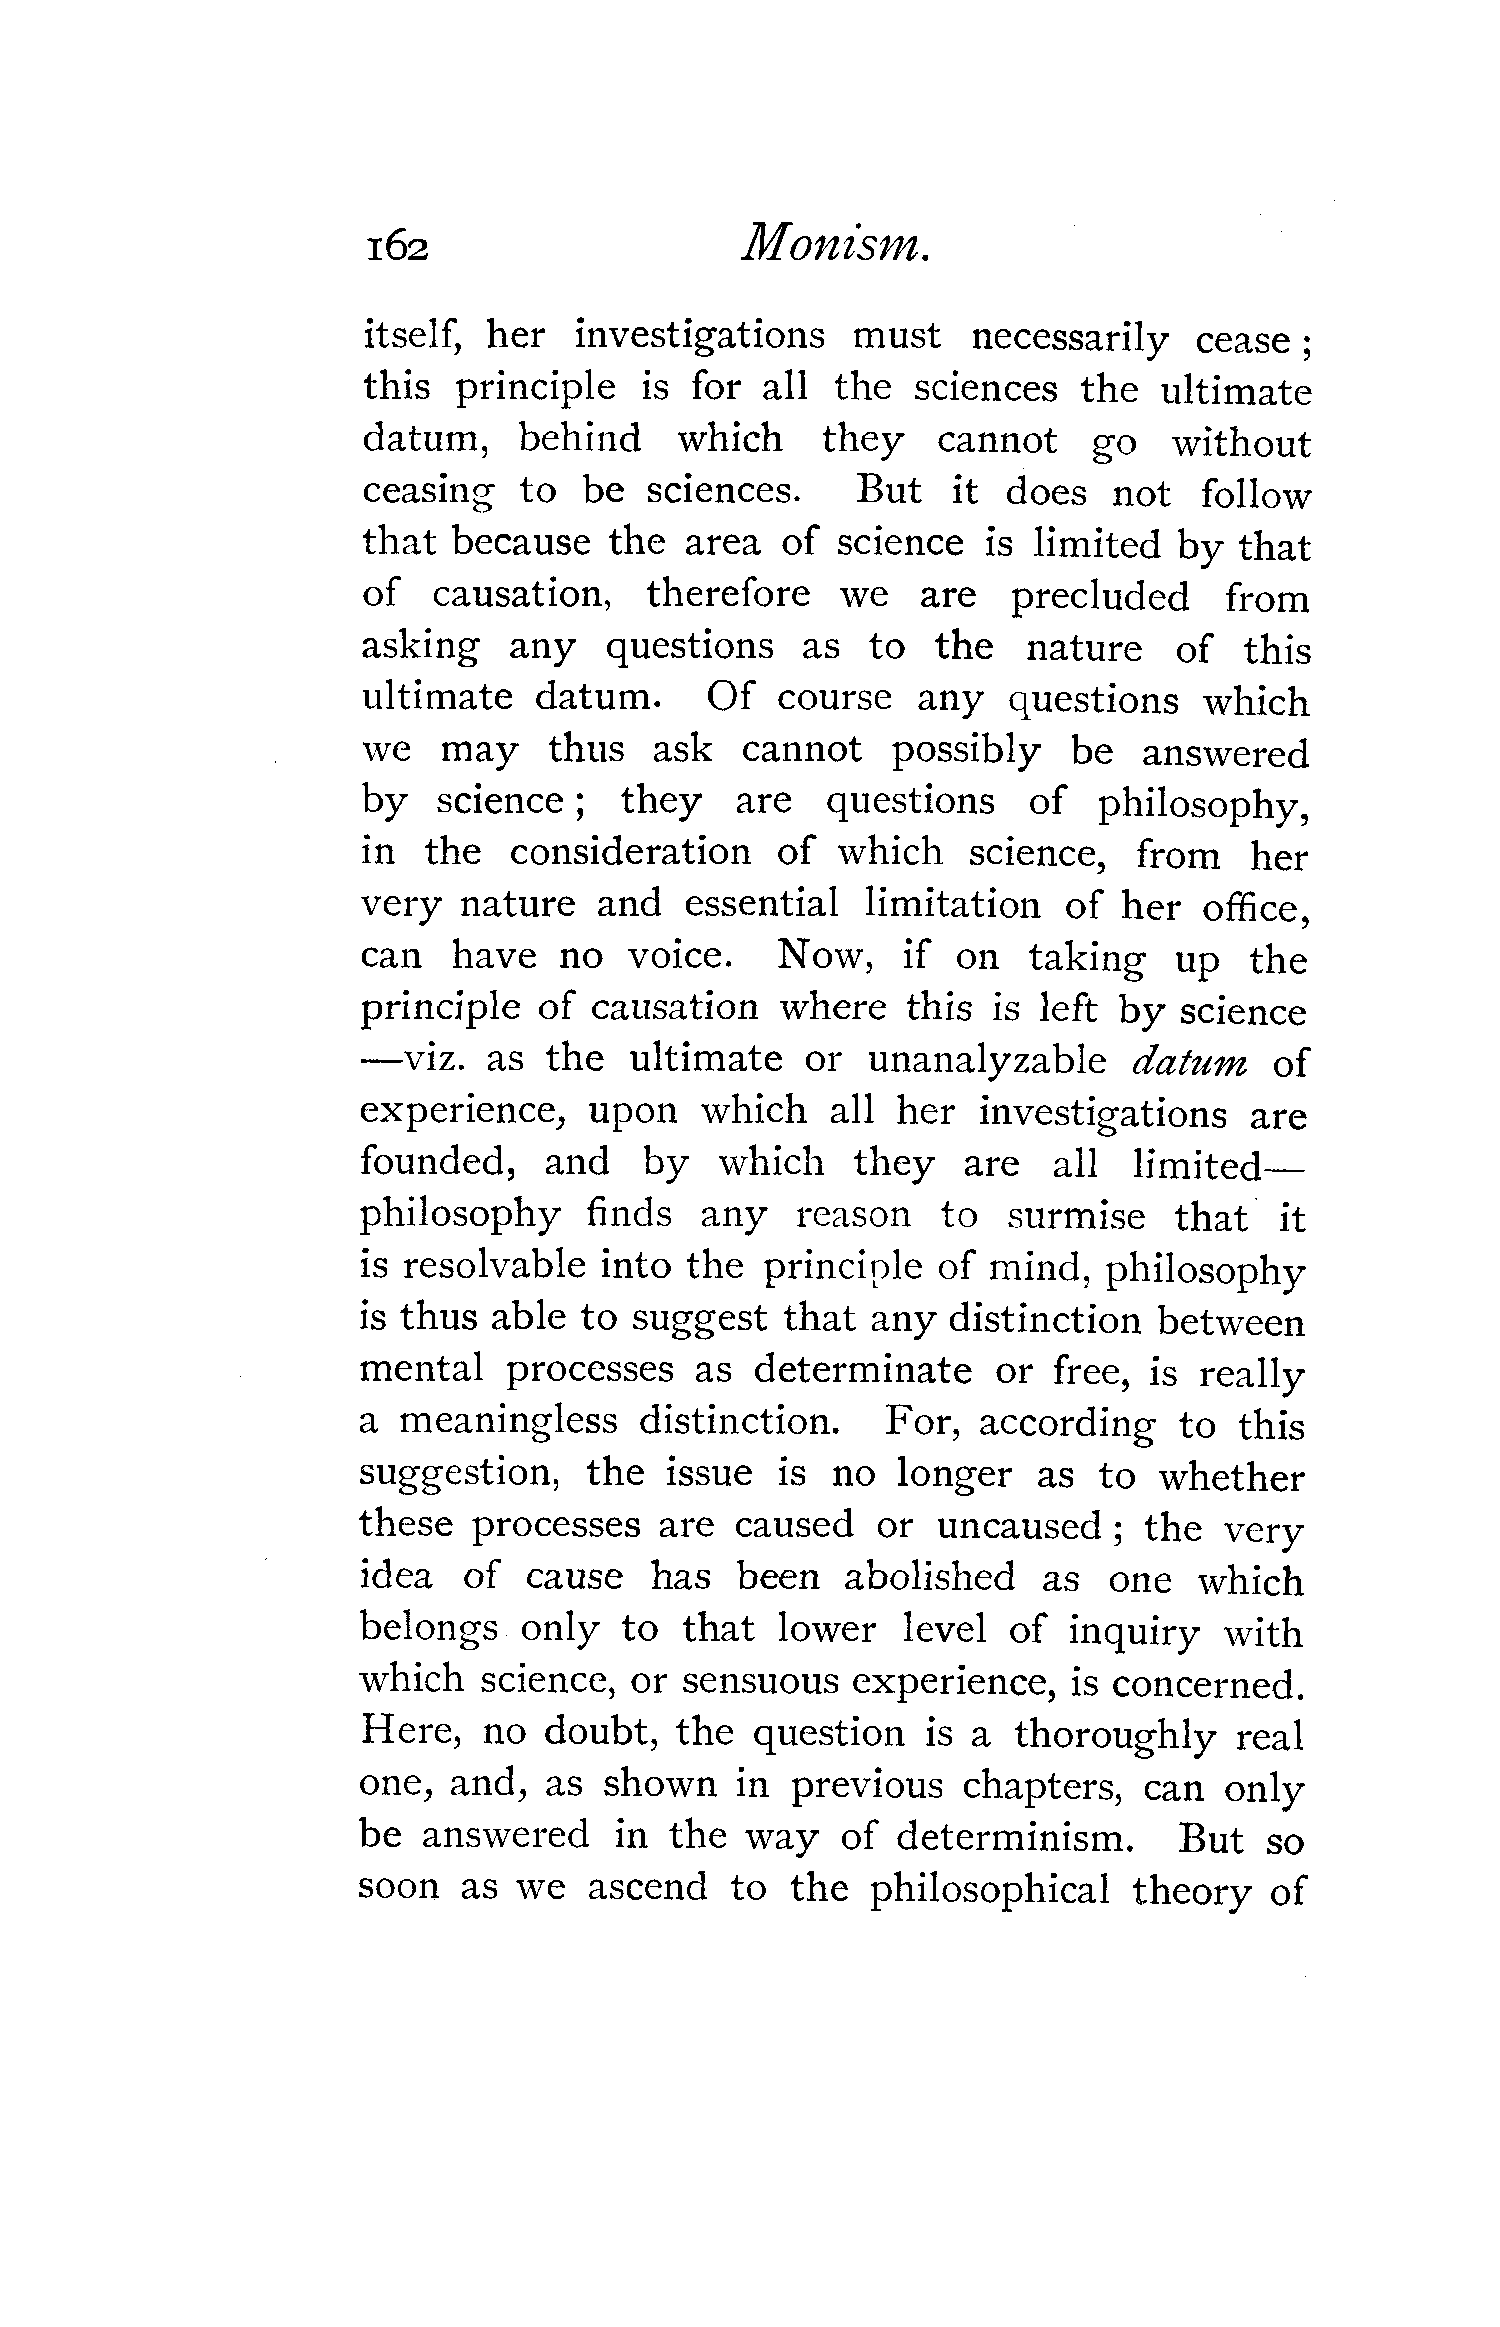 162 Monism.
itself, her investigations must necessarily cease ;
this principle is for all the sciences the ultimate
datum, behind which they cannot go without
ceasing to be sciences. But it does not follow
that because the area of science is limited by that
of causation, therefore we are precluded from
asking any questions as to the nature of this
ultimate datum. Of course any questions which
we may thus ask cannot possibly be answered
by science ; they are questions of philosophy,
in the consideration of which science, from her
very nature and essential limitation of her office,
can have no voice. Now, if on taking up the
principle of causation where this is left by science
—viz. as the ultimate or unanalyzable datum of
experience, upon which all her investigations are
founded, and by which they are all limited—
philosophy finds any reason to surmise that it
is resolvable into the principle of mind, philosophy
is thus able to suggest that any distinction between
mental processes as determinate or free, is really
a meaningless distinction. For, according to this
suggestion, the issue is no longer as to whether
these processes are caused or uncaused ; the very
idea of cause has been abolished as one which
belongs only to that lower level of inquiry with
which science, or sensuous experience, is concerned.
Here, no doubt, the question is a thoroughly real
one, and, as shown in previous chapters, can only
be answered in the way of determinism. But so
soon as we ascend to the philosophical theory of